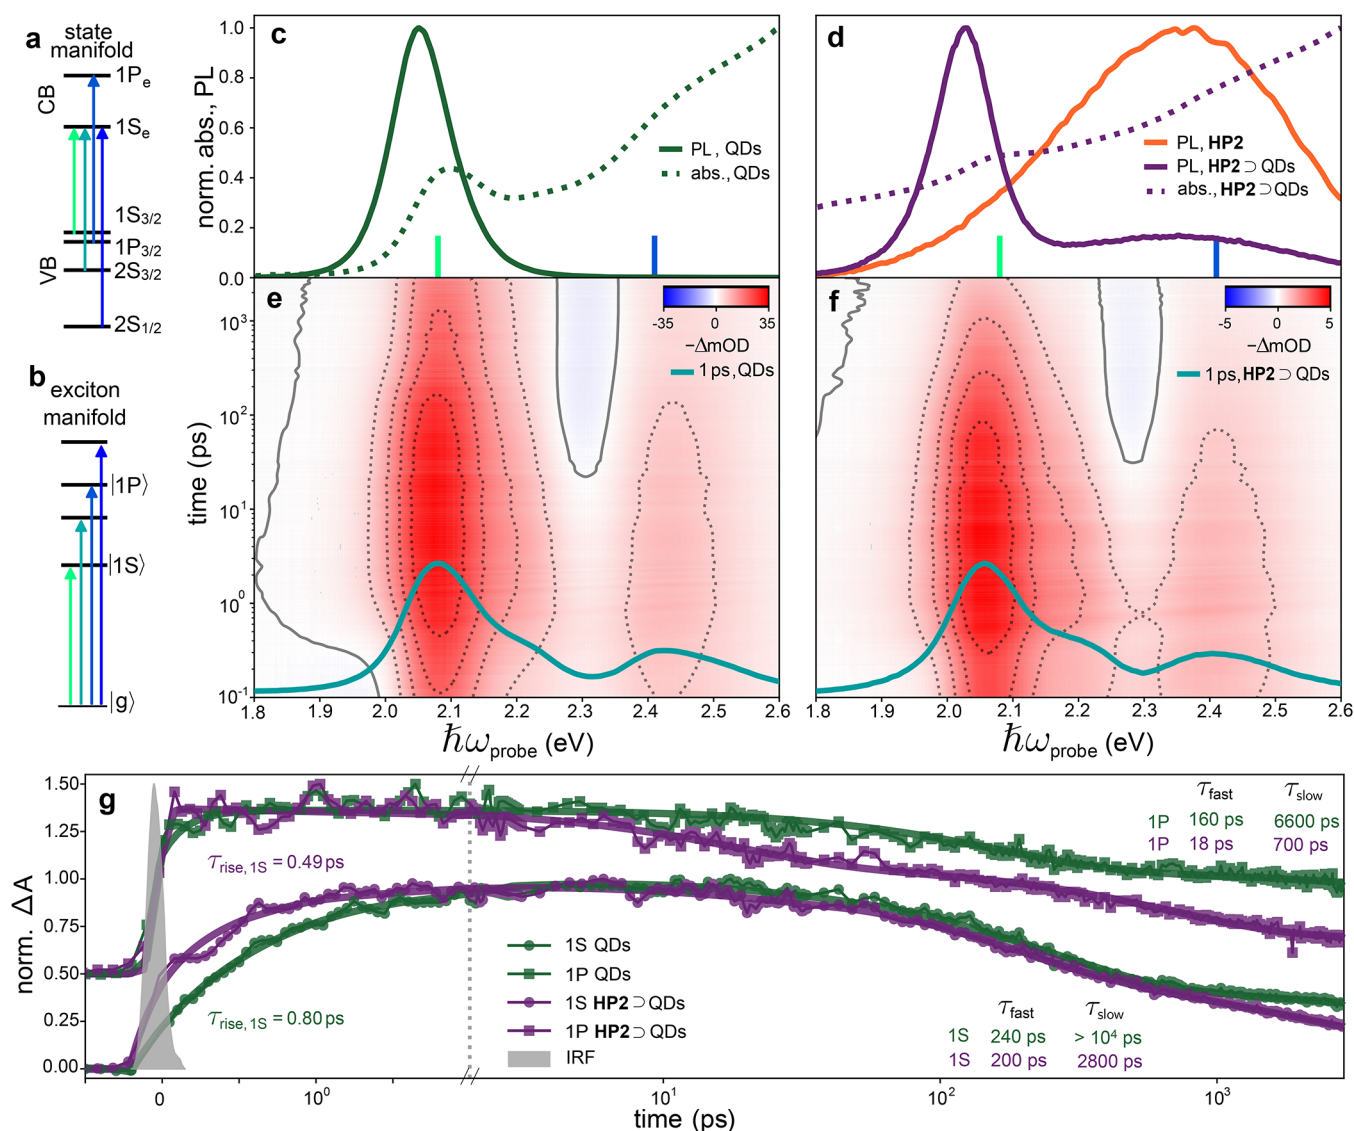 a
state
manifold
1Pe
CB
1Se
1S3/2
1P3/2
VB
2S3/2
2S1/2
b
exciton
manifold
|1P⟩
|1S⟩
|g⟩
c
norm. abs., PL
1.0
0.8
0.6
0.4
0.2
0.0
PL, QDs
abs., QDs
d
PL, HP2
PL, HP2 ⊃ QDs
abs., HP2 ⊃ QDs
e
time (ps)
10³
10²
10¹
10⁰
10⁻¹
-35 0 35
−ΔmOD
1 ps, QDs
1.8 1.9 2.0 2.1 2.2 2.3 2.4 2.5 2.6
ℏωprobe (eV)
f
-5 0 5
−ΔmOD
1 ps, HP2 ⊃ QDs
1.8 1.9 2.0 2.1 2.2 2.3 2.4 2.5 2.6
ℏωprobe (eV)
g
norm. ΔA
1.50
1.25
1.00
0.75
0.50
0.25
0.00
τrise, 1S = 0.49 ps
τrise, 1S = 0.80 ps
1S QDs
1P QDs
1S HP2 ⊃ QDs
1P HP2 ⊃ QDs
IRF
τfast τslow
1P 160 ps 6600 ps
1P 18 ps 700 ps
τfast τslow
1S 240 ps > 10⁴ ps
1S 200 ps 2800 ps
0 10⁰ 10¹ 10² 10³
time (ps)